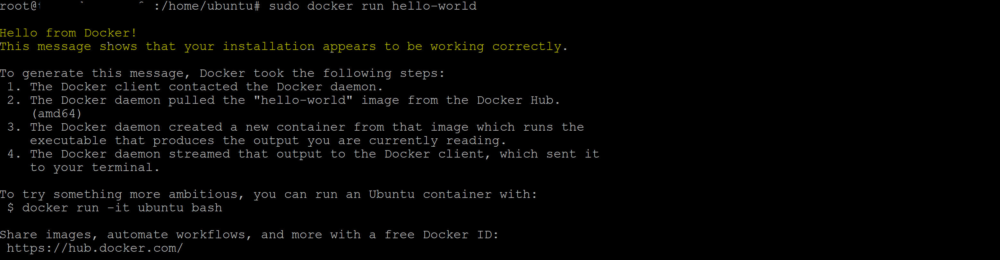 root@ :/home/ubuntu# sudo docker run hello-world
Hello from Docker!
This message shows that your installation appears to be working correctly.
To generate this message, Docker took the following steps:
1. The Docker client contacted the Docker daemon.
2. The Docker daemon pulled the "hello-world" image from the Docker Hub.
(amd64)
3. The Docker daemon created a new container from that image which runs the
executable that produces the output you are currently reading.
4. The Docker daemon streamed that output to the Docker client, which sent it
to your terminal.
To try something more ambitious, you can run an Ubuntu container with:
$ docker run -it ubuntu bash
Share images, automate workflows, and more with a free Docker ID:
https://hub.docker.com/